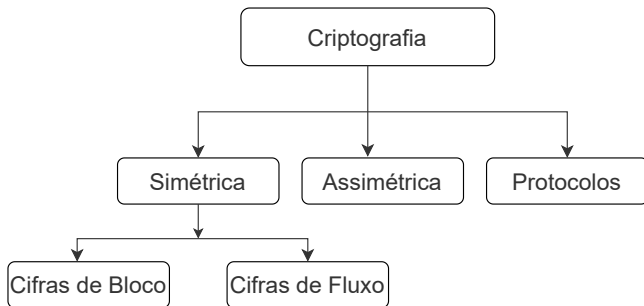 Criptografia
Simétrica
Assimétrica
Protocolos
Cifras de Bloco
Cifras de Fluxo